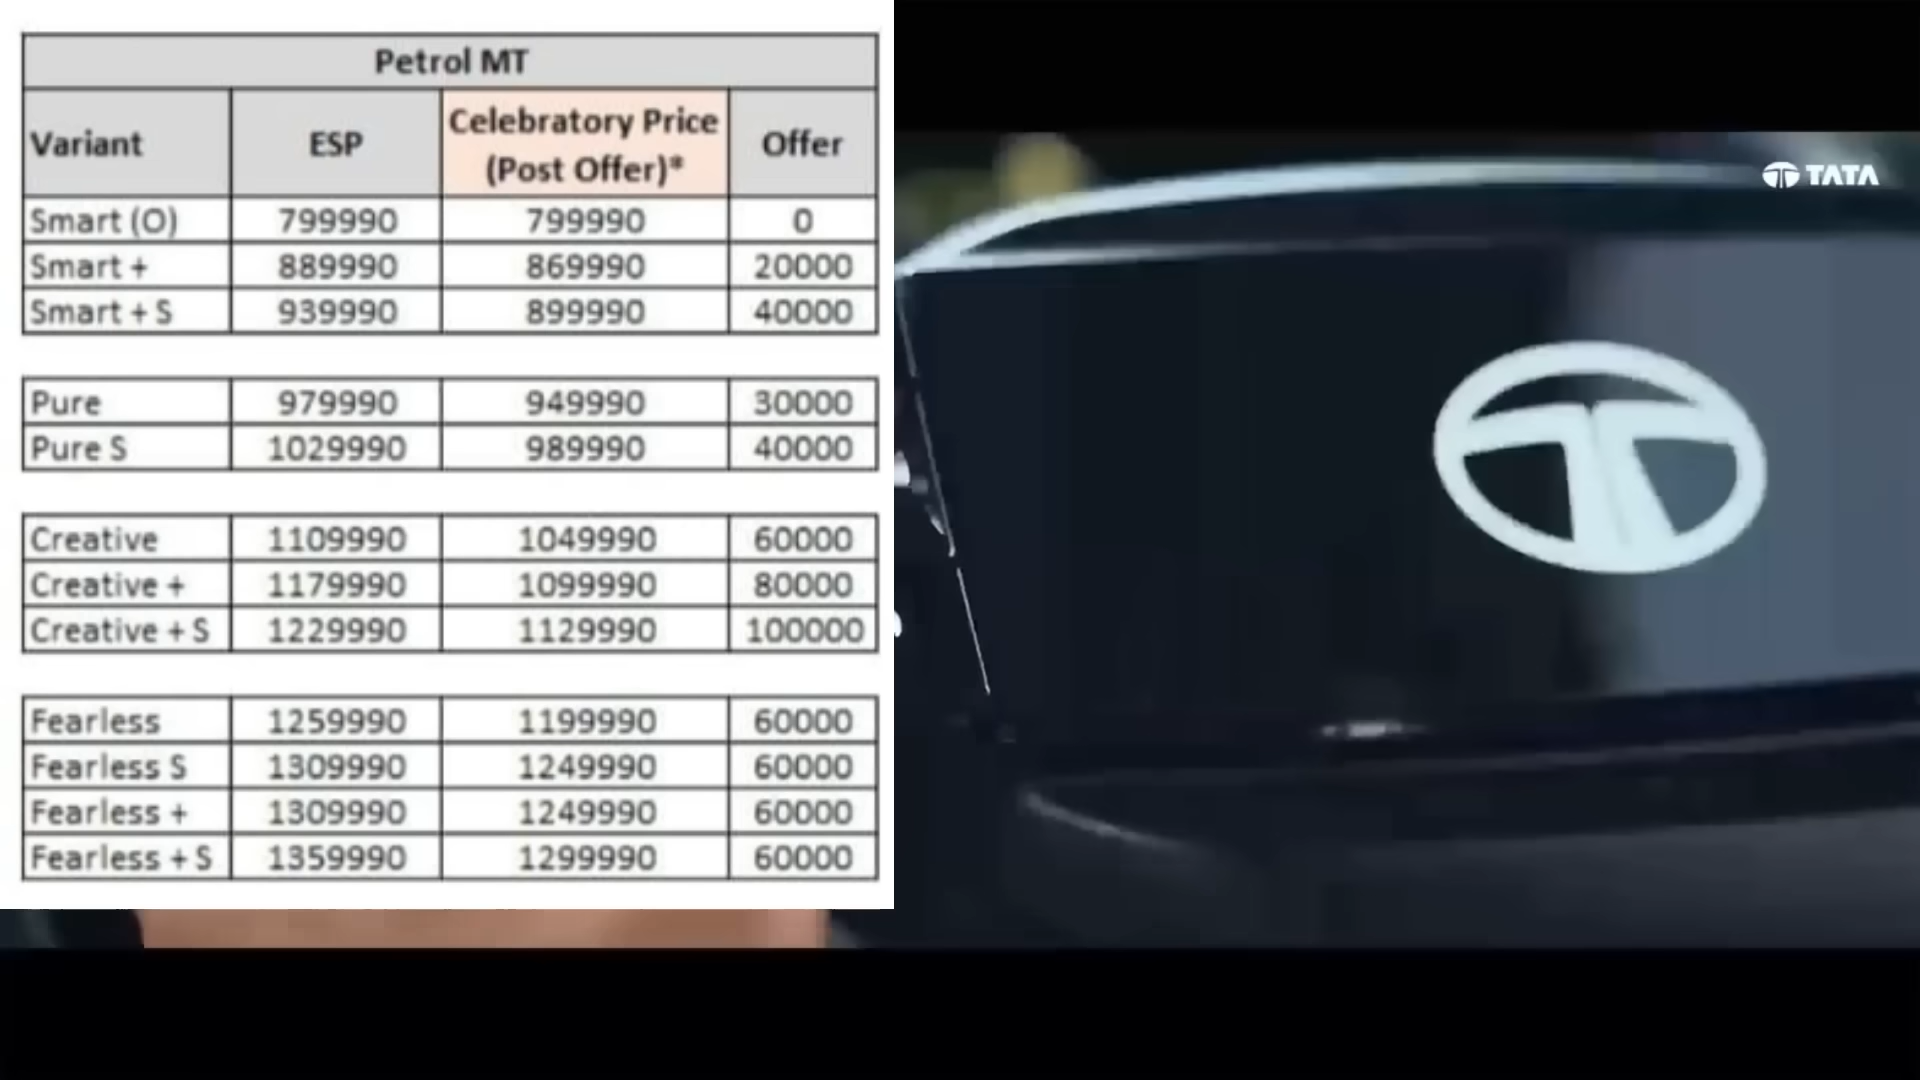 Petrol MT
Variant ESP Celebratory Price (Post Offer)* Offer
Smart (O) 799990 799990 0
Smart + 889990 869990 20000
Smart + S 939990 899990 40000
Pure 979990 949990 30000
Pure S 1029990 989990 40000
Creative 1109990 1049990 60000
Creative + 1179990 1099990 80000
Creative + S 1229990 1129990 100000
Fearless 1259990 1199990 60000
Fearless S 1309990 1249990 60000
Fearless + 1309990 1249990 60000
Fearless + S 1359990 1299990 60000
TATA